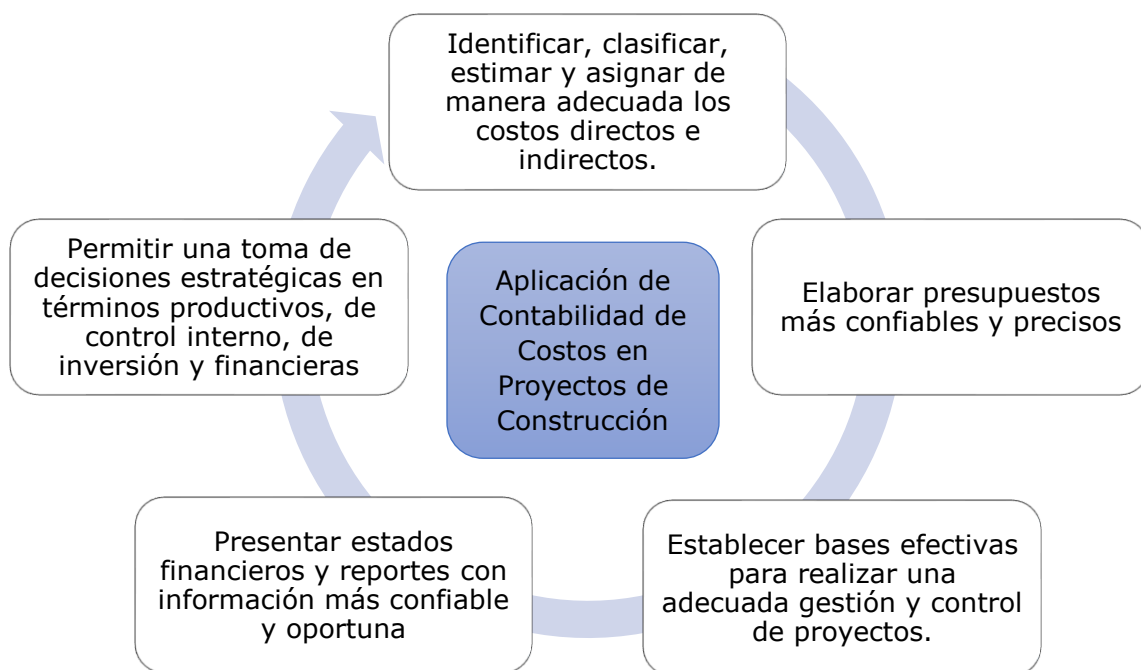 Identificar, clasificar,
estimar y asignar de
manera adecuada los
costos directos e
indirectos.
Elaborar presupuestos
más confiables y precisos
Establecer bases efectivas
para realizar una
adecuada gestión y control
de proyectos.
Presentar estados
financieros y reportes con
información más confiable
y oportuna
Permitir una toma de
decisiones estratégicas en
términos productivos, de
control interno, de
inversión y financieras
Aplicación de
Contabilidad de
Costos en
Proyectos de
Construcción